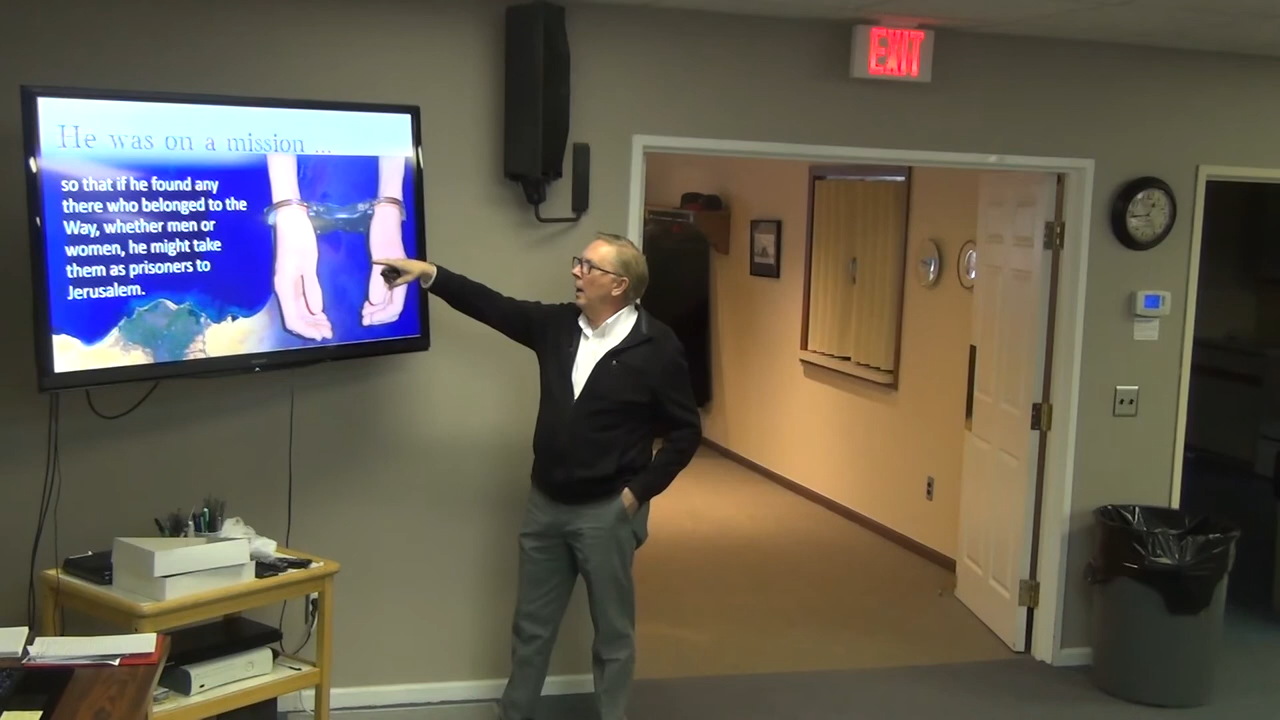 EXIT
He was on a mission ...
so that if he found any
there who belonged to the
Way, whether men or
women, he might take
them as prisoners to
Jerusalem.